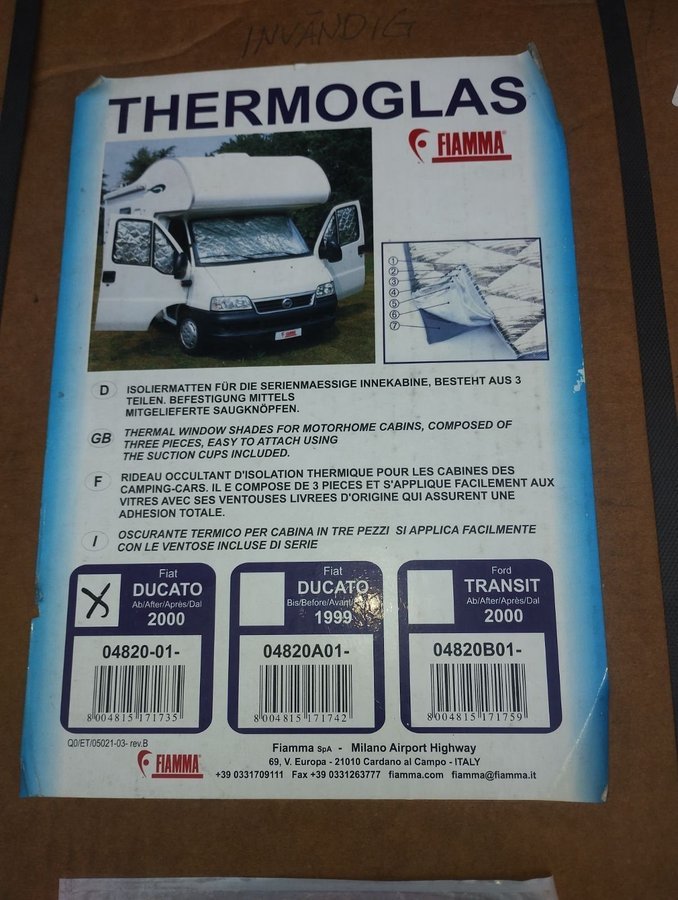 INVÄNDIG
THERMOGLAS
FIAMMA®
1
2
3
4
5
6
7
FIAMMA
D ISOLIERMATTEN FÜR DIE SERIENMAESSIGE INNEKABINE, BESTEHT AUS 3
TEILEN. BEFESTIGUNG MITTELS
MITGELIEFERTE SAUGKNÖPFEN.
GB THERMAL WINDOW SHADES FOR MOTORHOME CABINS, COMPOSED OF
THREE PIECES, EASY TO ATTACH USING
THE SUCTION CUPS INCLUDED.
F RIDEAU OCCULTANT D'ISOLATION THERMIQUE POUR LES CABINES DES
CAMPING-CARS. IL E COMPOSE DE 3 PIECES ET S'APPLIQUE FACILEMENT AUX
VITRES AVEC SES VENTOUSES LIVREES D'ORIGINE QUI ASSURENT UNE
ADHESION TOTALE.
I OSCURANTE TERMICO PER CABINA IN TRE PEZZI SI APPLICA FACILMENTE
CON LE VENTOSE INCLUSE DI SERIE
X
Fiat
DUCATO
Ab/After/Après/Dal
2000
04820-01-
8 004815 171735
Fiat
DUCATO
Bis/Before/Avant/
1999
04820A01-
8 004815 171742
Ford
TRANSIT
Ab/After/Après/Dal
2000
04820B01-
8 004815 171759
Q0/ET/05021-03- rev.B
FIAMMA®
Fiamma SpA - Milano Airport Highway
69, V. Europa - 21010 Cardano al Campo - ITALY
+39 0331709111 Fax +39 0331263777 fiamma.com fiamma@fiamma.it